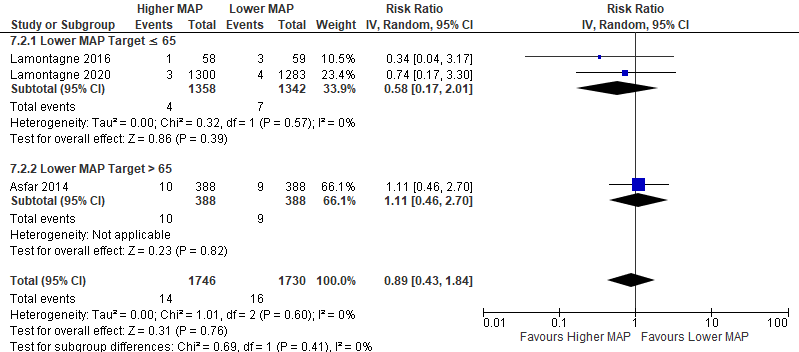 Higher MAP Lower MAP Risk Ratio Risk Ratio
Study or Subgroup Events Total Events Total Weight IV, Random, 95% CI IV, Random, 95% CI
7.2.1 Lower MAP Target ≤ 65
Lamontagne 2016 1 58 3 59 10.5% 0.34 [0.04, 3.17]
Lamontagne 2020 3 1300 4 1283 23.4% 0.74 [0.17, 3.30]
Subtotal (95% CI) 1358 1342 33.9% 0.58 [0.17, 2.01]
Total events 4 7
Heterogeneity: Tau² = 0.00; Chi² = 0.32, df = 1 (P = 0.57); I² = 0%
Test for overall effect: Z = 0.86 (P = 0.39)
7.2.2 Lower MAP Target > 65
Asfar 2014 10 388 9 388 66.1% 1.11 [0.46, 2.70]
Subtotal (95% CI) 388 388 66.1% 1.11 [0.46, 2.70]
Total events 10 9
Heterogeneity: Not applicable
Test for overall effect: Z = 0.23 (P = 0.82)
Total (95% CI) 1746 1730 100.0% 0.89 [0.43, 1.84]
Total events 14 16
Heterogeneity: Tau² = 0.00; Chi² = 1.01, df = 2 (P = 0.60); I² = 0%
Test for overall effect: Z = 0.31 (P = 0.76)
Test for subgroup differences: Chi² = 0.69, df = 1 (P = 0.41), I² = 0%
0.01 0.1 1 10 100
Favours Higher MAP Favours Lower MAP